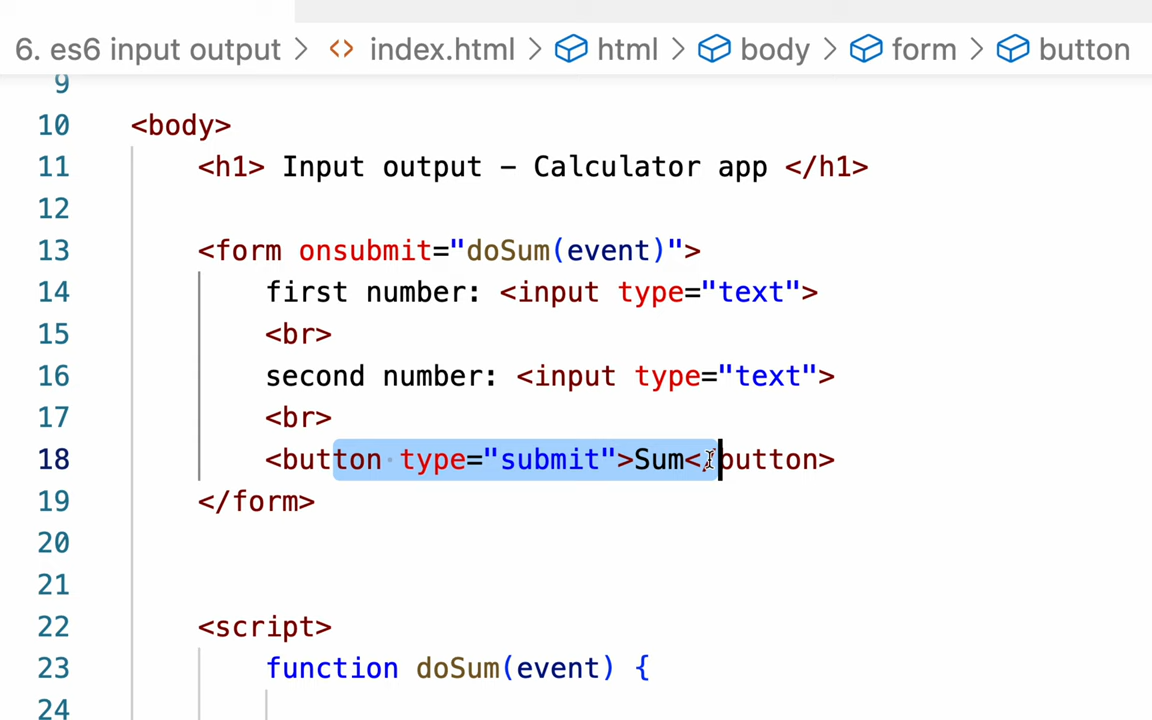 6. es6 input output > <> index.html > html > body > form > button
9
10 <body>
11 <h1> Input output – Calculator app </h1>
12
13 <form onsubmit="doSum(event)">
14 first number: <input type="text">
15 <br>
16 second number: <input type="text">
17 <br>
18 <button type="submit">Sum</button>
19 </form>
20
21
22 <script>
23 function doSum(event) {
24